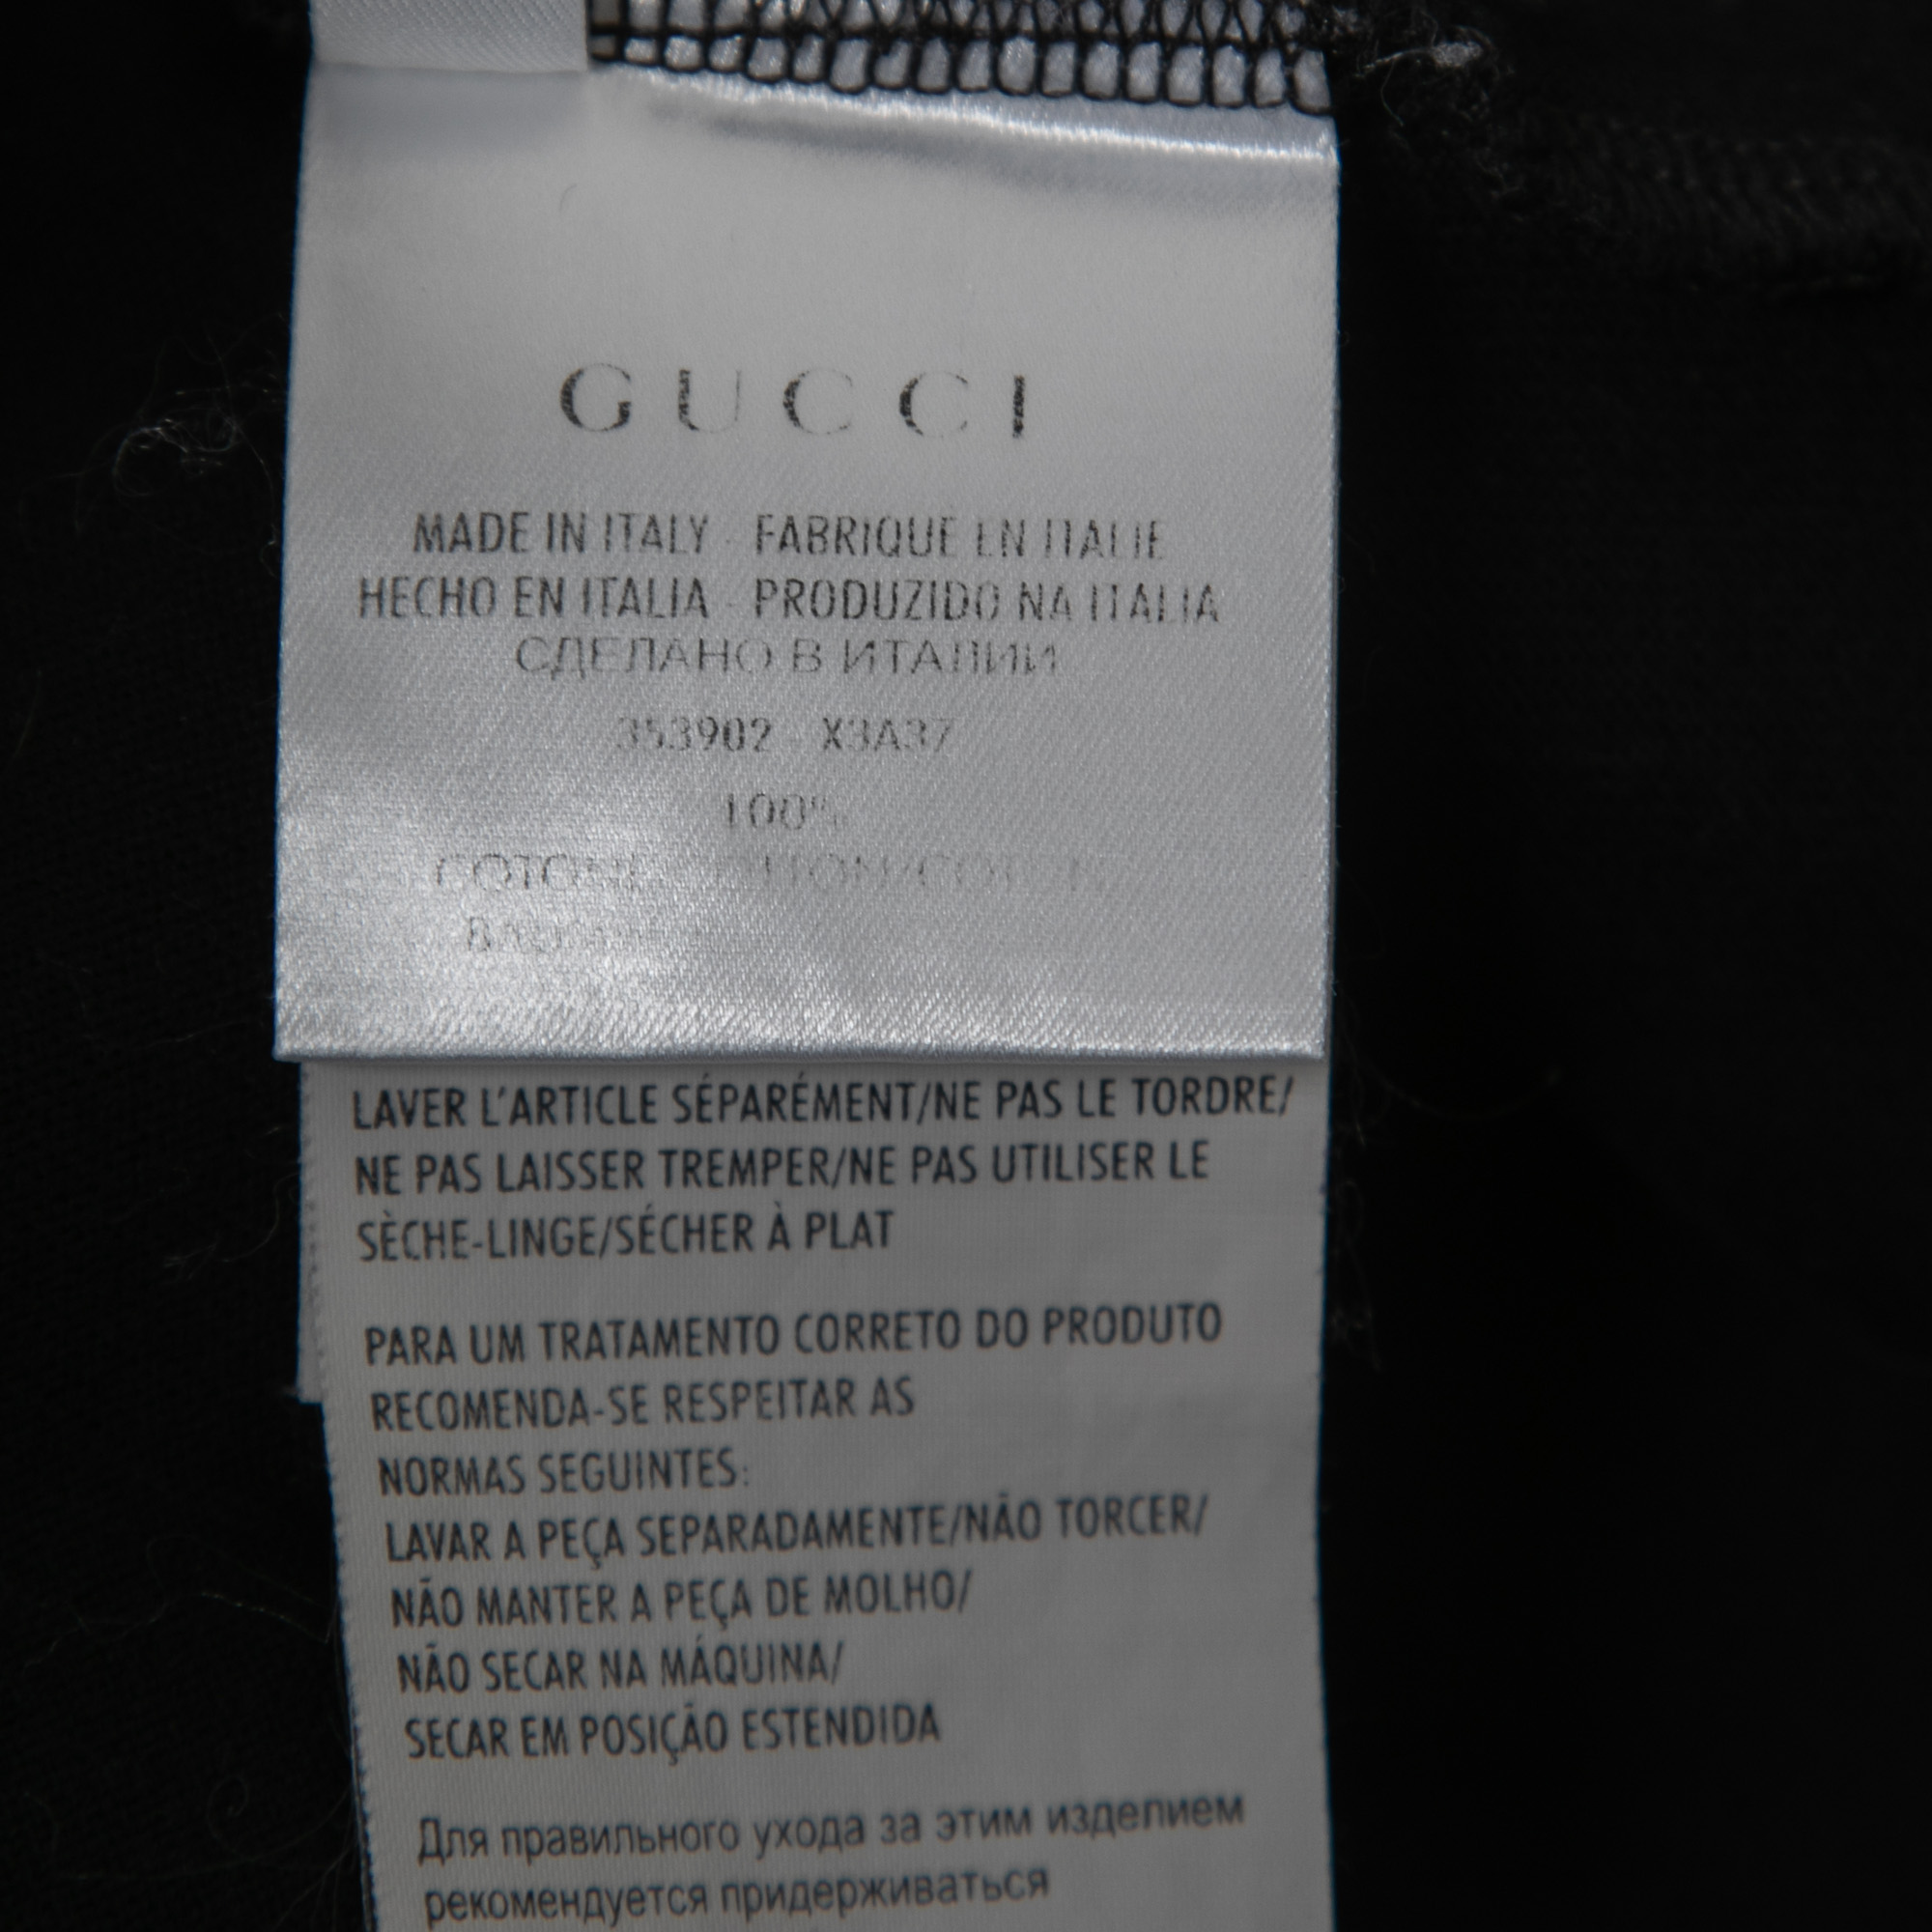 GUCCI
MADE IN ITALY - FABRIQUE EN ITALIE
HECHO EN ITALIA - PRODUZIDO NA ITALIA
СДЕЛАНО В ИТАЛИИ
353902 - X3A37
100%
COTONE COTTON/COTON
LAVER L'ARTICLE SÉPARÉMENT/NE PAS LE TORDRE/
NE PAS LAISSER TREMPER/NE PAS UTILISER LE
SÈCHE-LINGE/SÉCHER À PLAT
PARA UM TRATAMENTO CORRETO DO PRODUTO
RECOMENDA-SE RESPEITAR AS
NORMAS SEGUINTES:
LAVAR A PEÇA SEPARADAMENTE/NÃO TORCER/
NÃO MANTER A PEÇA DE MOLHO/
NÃO SECAR NA MÁQUINA/
SECAR EM POSIÇÃO ESTENDIDA
Для правильного ухода за этим изделием
рекомендуется придерживаться